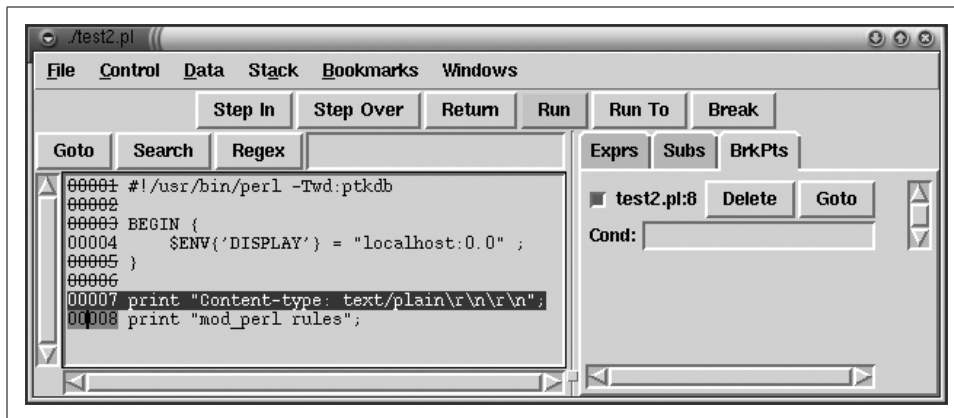 ./test2.pl
File Control Data Stack Bookmarks Windows
Step In Step Over Return Run Run To Break
Goto Search Regex
Exprs Subs BrkPts
00001 #!/usr/bin/perl -Twd:ptkdb
00002
00003 BEGIN {
00004     $ENV{'DISPLAY'} = "localhost:0.0" ;
00005 }
00006
00007 print "Content-type: text/plain\r\n\r\n";
00008 print "mod_perl rules";
test2.pl:8 Delete Goto
Cond: